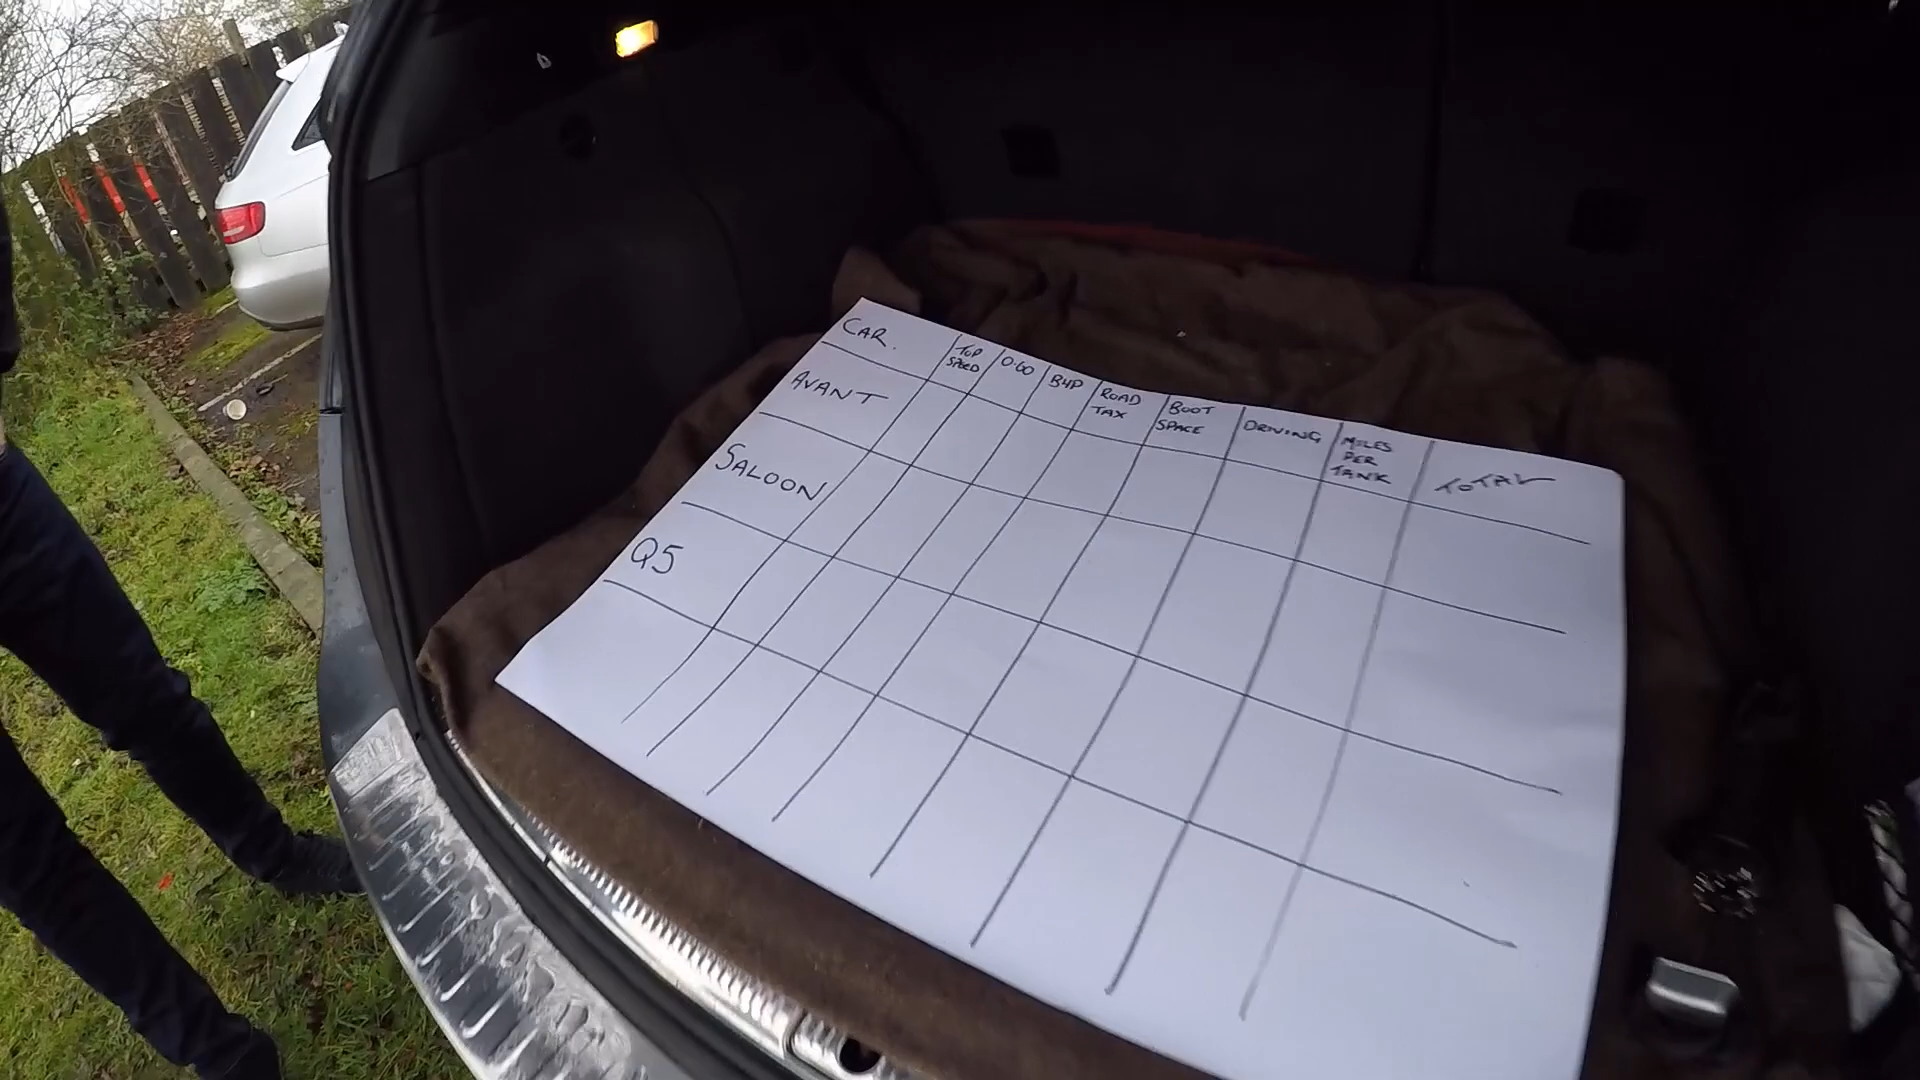 CAR.
TOP
SPEED
0-60
BHP
ROAD
TAX
BOOT
SPACE
DRIVING
MILES
PER
TANK
TOTAL
AVANT
SALOON
Q5